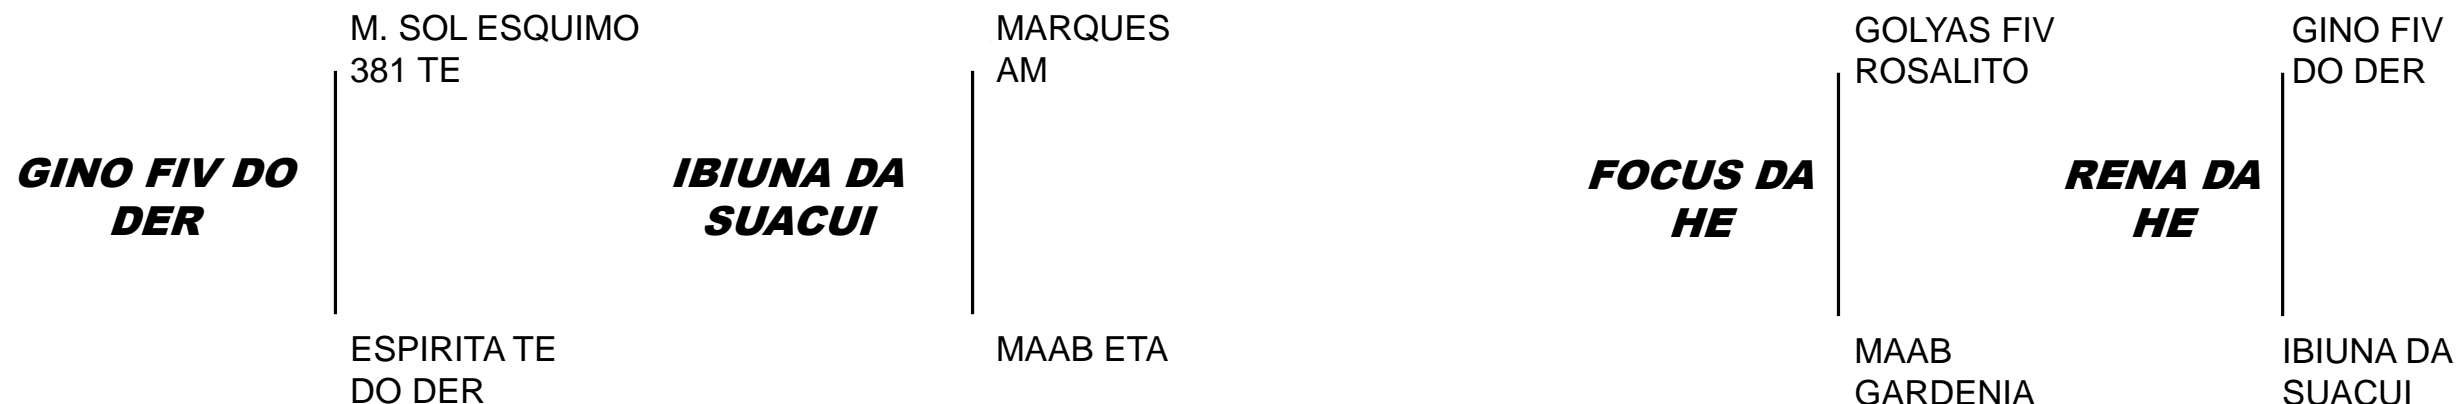 M. SOL ESQUIMO
381 TE
GINO FIV DO
DER
ESPIRITA TE
DO DER
MARQUES
AM
IBIUNA DA
SUACUI
MAAB ETA
GOLYAS FIV
ROSALITO
FOCUS DA
HE
MAAB
GARDENIA
GINO FIV
DO DER
RENA DA
HE
IBIUNA DA
SUACUI